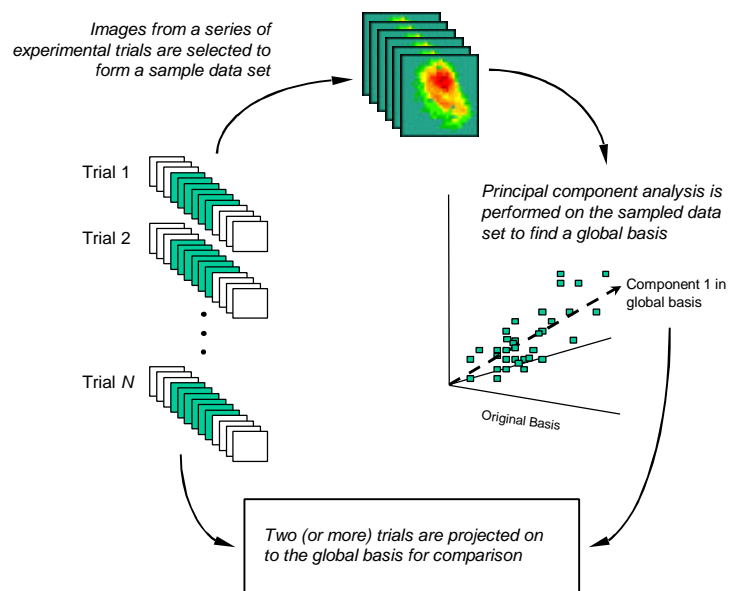 Images from a series of
experimental trials are selected to
form a sample data set
Trial 1
Trial 2
Trial N
Principal component analysis is
performed on the sampled data
set to find a global basis
Component 1 in
global basis
Original Basis
Two (or more) trials are projected on
to the global basis for comparison